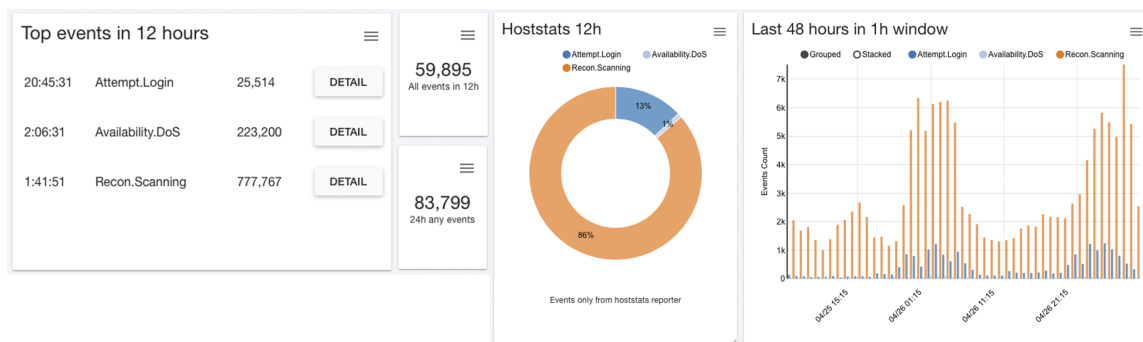 Top events in 12 hours
20:45:31 Attempt.Login 25,514 DETAIL
2:06:31 Availability.DoS 223,200 DETAIL
1:41:51 Recon.Scanning 777,767 DETAIL
59,895
All events in 12h
83,799
24h any events
Hoststats 12h
Attempt.Login Availability.DoS
Recon.Scanning
13%
1%
86%
Events only from hoststats reporter
Last 48 hours in 1h window
Grouped Stacked Attempt.Login Availability.DoS Recon.Scanning
Events Count
7k
6k
5k
4k
3k
2k
1k
0
04/25 15:15
04/26 01:15
04/26 11:15
04/26 21:15